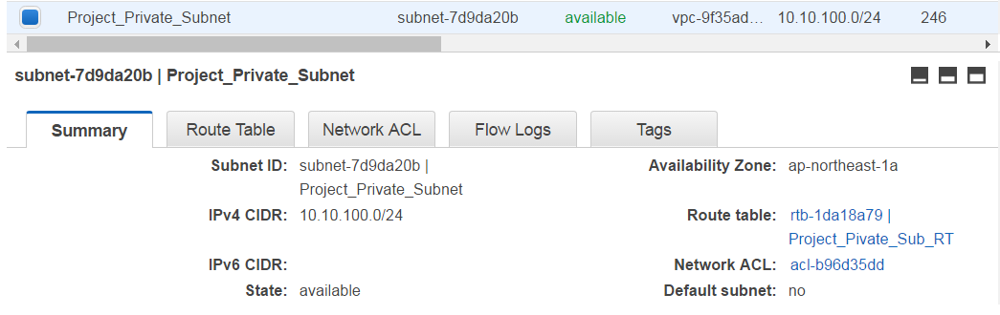 Project_Private_Subnet subnet-7d9da20b available vpc-9f35ad... 10.10.100.0/24 246
subnet-7d9da20b | Project_Private_Subnet
Summary Route Table Network ACL Flow Logs Tags
Subnet ID: subnet-7d9da20b | Availability Zone: ap-northeast-1a
Project_Private_Subnet
IPv4 CIDR: 10.10.100.0/24 Route table: rtb-1da18a79 |
Project_Pivate_Sub_RT
IPv6 CIDR: Network ACL: acl-b96d35dd
State: available Default subnet: no